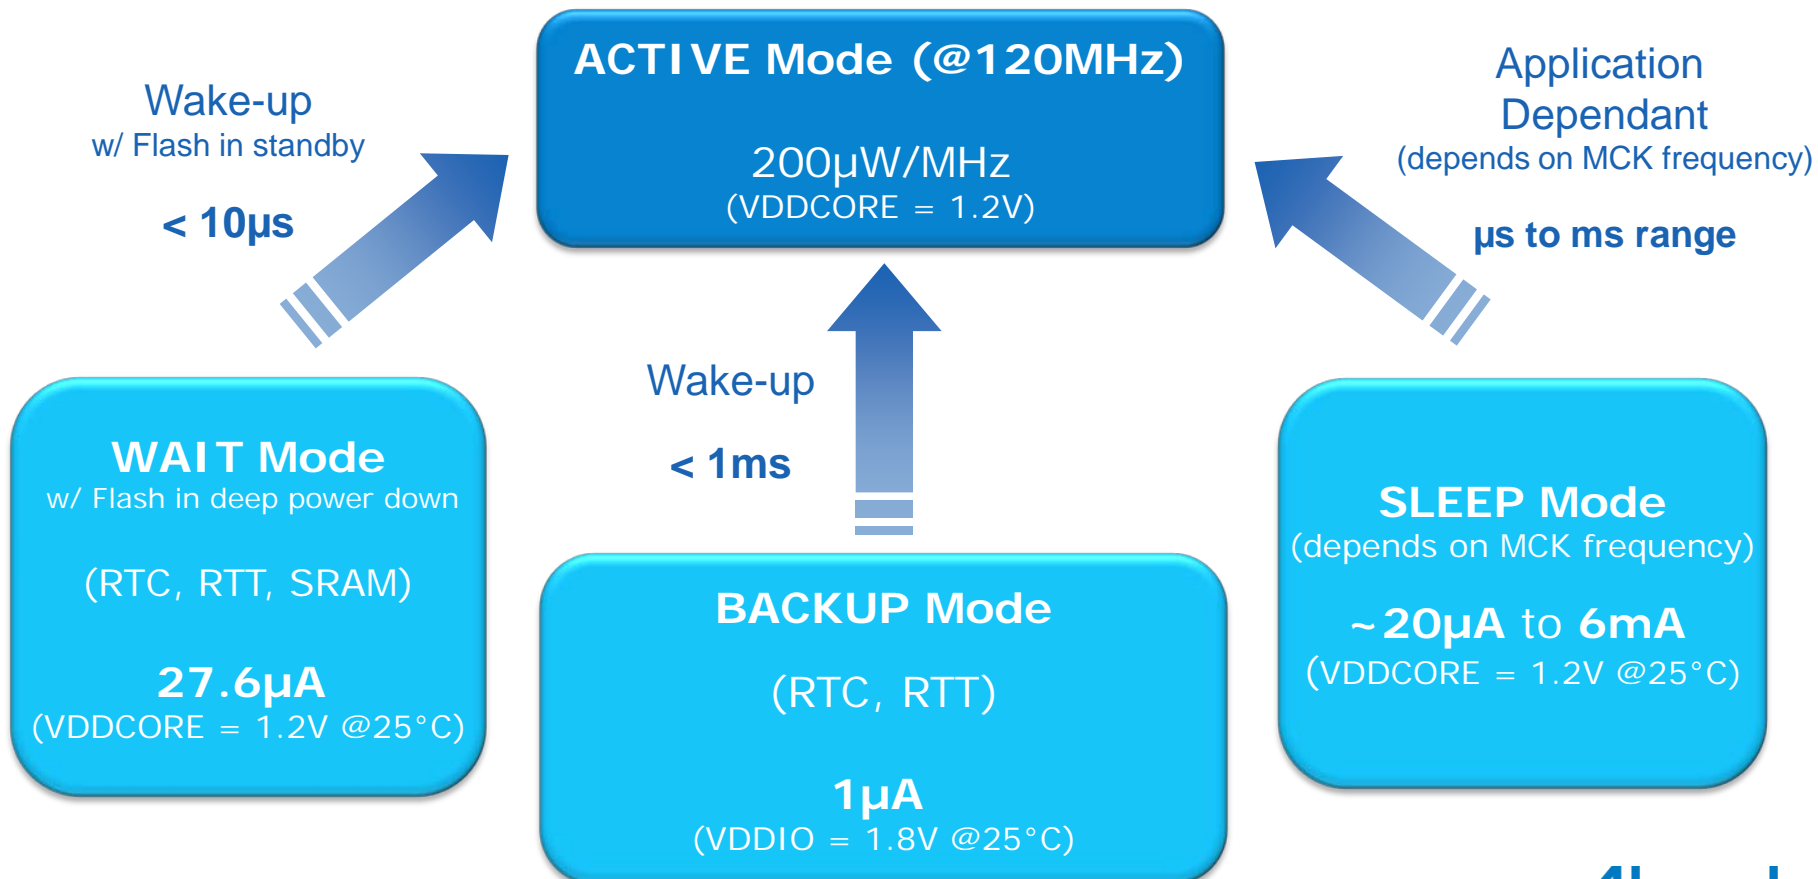 ACTIVE Mode (@120MHz)
200µW/MHz
(VDDCORE = 1.2V)
Wake-up
w/ Flash in standby
< 10µs
Application
Dependant
(depends on MCK frequency)
µs to ms range
Wake-up
< 1ms
WAIT Mode
w/ Flash in deep power down
(RTC, RTT, SRAM)
27.6µA
(VDDCORE = 1.2V @25°C)
BACKUP Mode
(RTC, RTT)
1µA
(VDDIO = 1.8V @25°C)
SLEEP Mode
(depends on MCK frequency)
~20µA to 6mA
(VDDCORE = 1.2V @25°C)